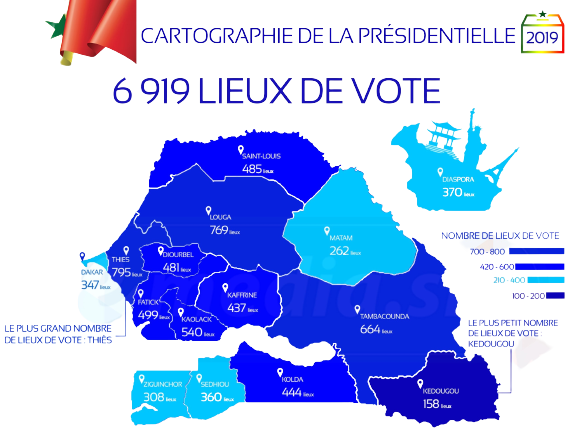 CARTOGRAPHIE DE LA PRÉSIDENTIELLE
2019
6 919 LIEUX DE VOTE
SAINT-LOUIS
485 lieux
DIASPORA
370 lieux
LOUGA
769 lieux
MATAM
262 lieux
NOMBRE DE LIEUX DE VOTE
700 - 800
420 - 600
210 - 400
100 - 200
DAKAR
347 lieux
THIES
795 lieux
DIOURBEL
481 lieux
FATICK
499 lieux
KAFFRINE
437 lieux
KAOLACK
540 lieux
TAMBACOUNDA
664 lieux
LE PLUS GRAND NOMBRE
DE LIEUX DE VOTE : THIÈS
LE PLUS PETIT NOMBRE
DE LIEUX DE VOTE :
KEDOUGOU
ZIGUINCHOR
308 lieux
SEDHIOU
360 lieux
KOLDA
444 lieux
KEDOUGOU
158 lieux